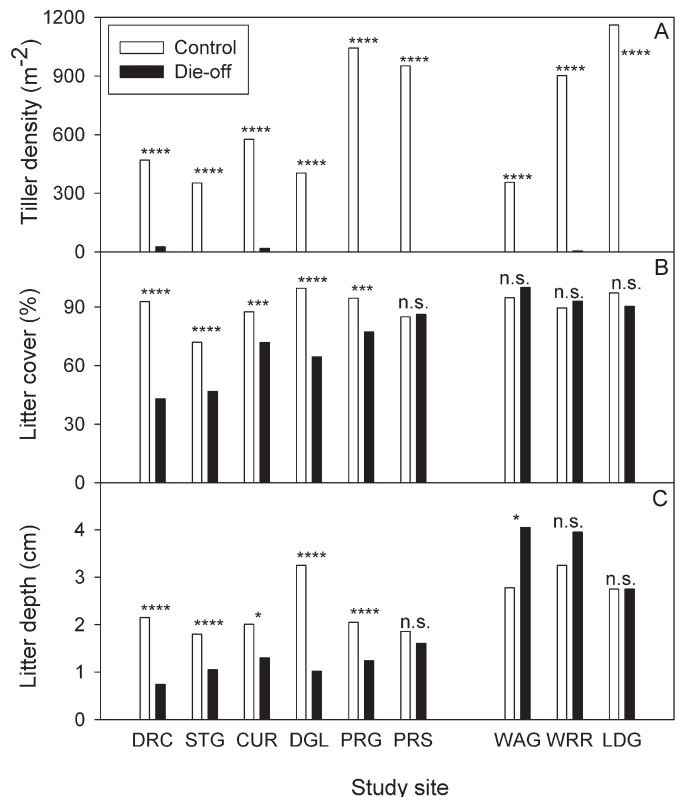 1200
A
Control
Die-off
900
600
300
0
Tiller density (m-2)
****
****
****
****
****
****
****
****
****
B
90
60
30
0
Litter cover (%)
****
****
***
****
***
n.s.
n.s.
n.s.
n.s.
C
4
3
2
1
0
Litter depth (cm)
****
****
*
****
****
n.s.
*
n.s.
n.s.
DRC STG CUR DGL PRG PRS WAG WRR LDG
Study site